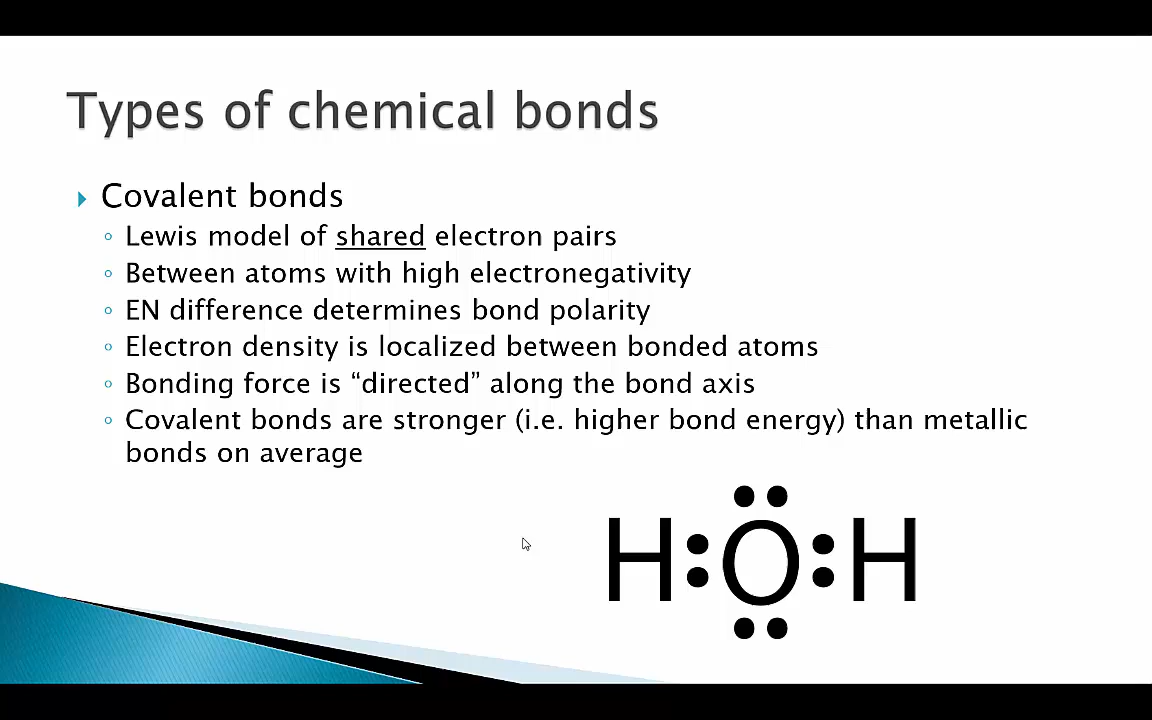 Types of chemical bonds
Covalent bonds
Lewis model of shared electron pairs
Between atoms with high electronegativity
EN difference determines bond polarity
Electron density is localized between bonded atoms
Bonding force is “directed” along the bond axis
Covalent bonds are stronger (i.e. higher bond energy) than metallic
bonds on average
H:O:H